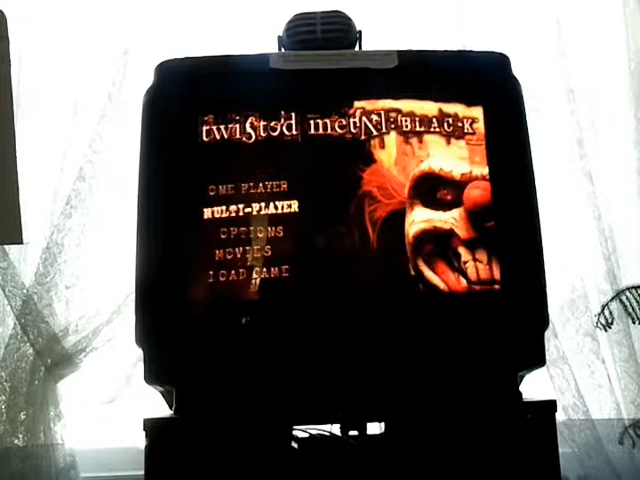 twisted metal: BLACK
ONE PLAYER
MULTI-PLAYER
OPTIONS
MOVIES
LOAD GAME